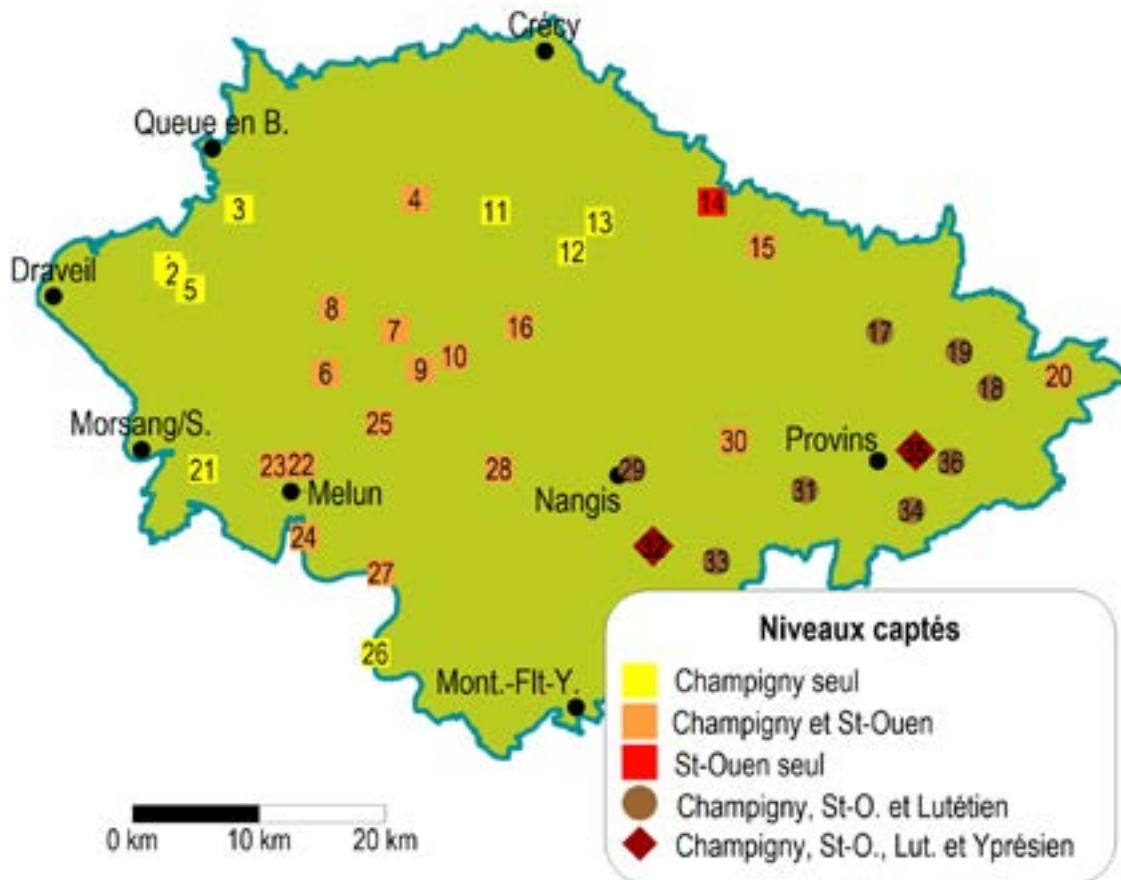 Crécy
Queue en B.
3
4
11
13
14
12
15
2
5
Draveil
8
7
16
17
10
19
6
9
20
18
25
Morsang/S.
30
Provins
35
36
21
23
22
28
29
Melun
Nangis
31
34
24
32
33
27
26
Mont.-Flt-Y.
Niveaux captés
Champigny seul
Champigny et St-Ouen
St-Ouen seul
Champigny, St-O. et Lutétien
Champigny, St-O., Lut. et Yprésien
0 km
10 km
20 km